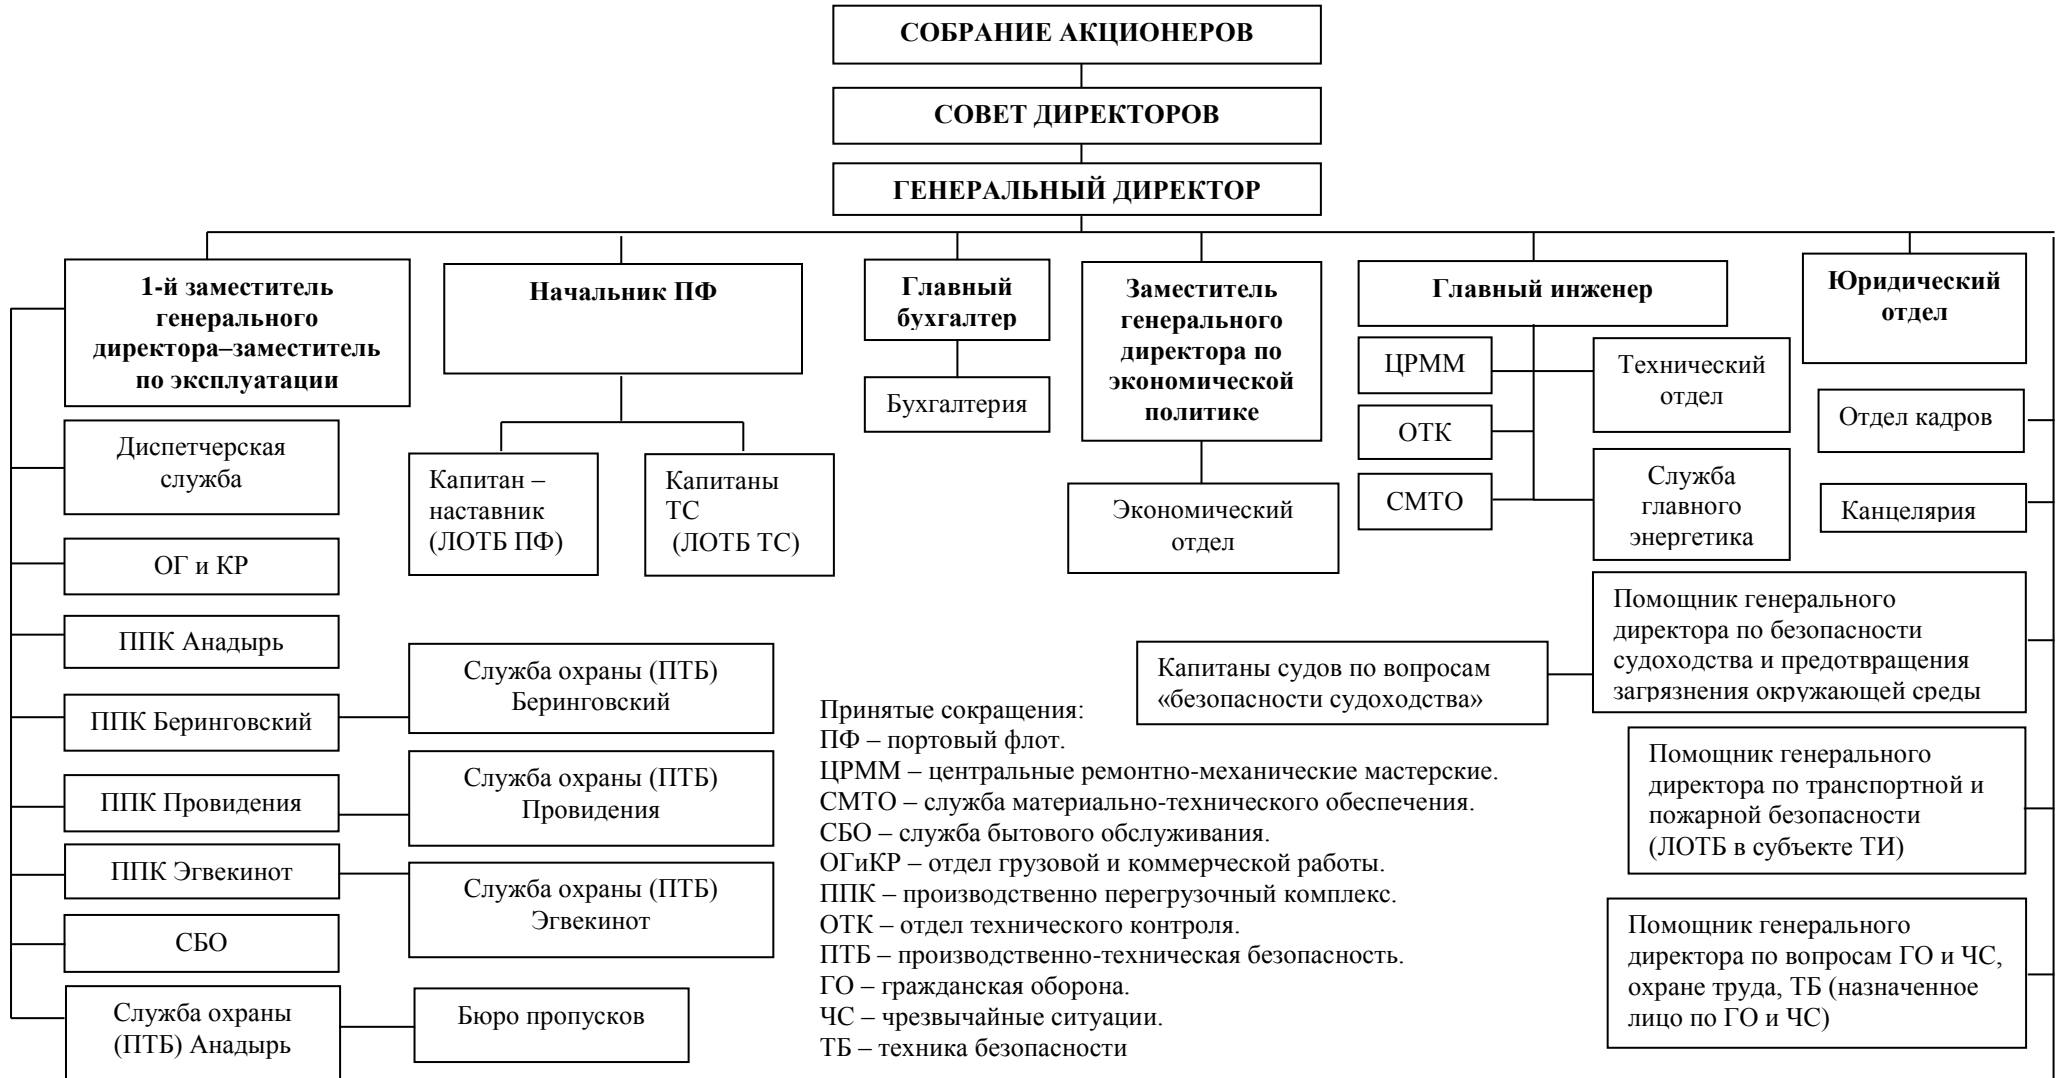 СОБРАНИЕ АКЦИОНЕРОВ
СОВЕТ ДИРЕКТОРОВ
ГЕНЕРАЛЬНЫЙ ДИРЕКТОР
1-й заместитель
генерального
директора–заместитель
по эксплуатации
Начальник ПФ
Главный
бухгалтер
Заместитель
генерального
директора по
экономической
политике
Главный инженер
Юридический
отдел
Диспетчерская
служба
ОГ и КР
ППК Анадырь
ППК Беринговский
ППК Провидения
ППК Эгвекинот
СБО
Служба охраны
(ПТБ) Анадырь
Капитан –
наставник
(ЛОТБ ПФ)
Капитаны
ТС
(ЛОТБ ТС)
Служба охраны (ПТБ)
Беринговский
Служба охраны (ПТБ)
Провидения
Служба охраны (ПТБ)
Эгвекинот
Бюро пропусков
Бухгалтерия
Экономический
отдел
ЦРММ
ОТК
СМТО
Технический
отдел
Служба
главного
энергетика
Отдел кадров
Канцелярия
Помощник генерального
директора по безопасности
судоходства и предотвращения
загрязнения окружающей среды
Капитаны судов по вопросам
«безопасности судоходства»
Помощник генерального
директора по транспортной и
пожарной безопасности
(ЛОТБ в субъекте ТИ)
Помощник генерального
директора по вопросам ГО и ЧС,
охране труда, ТБ (назначенное
лицо по ГО и ЧС)
Принятые сокращения:
ПФ – портовый флот.
ЦРММ – центральные ремонтно-механические мастерские.
СМТО – служба материально-технического обеспечения.
СБО – служба бытового обслуживания.
ОГиКР – отдел грузовой и коммерческой работы.
ППК – производственно перегрузочный комплекс.
ОТК – отдел технического контроля.
ПТБ – производственно-техническая безопасность.
ГО – гражданская оборона.
ЧС – чрезвычайные ситуации.
ТБ – техника безопасности